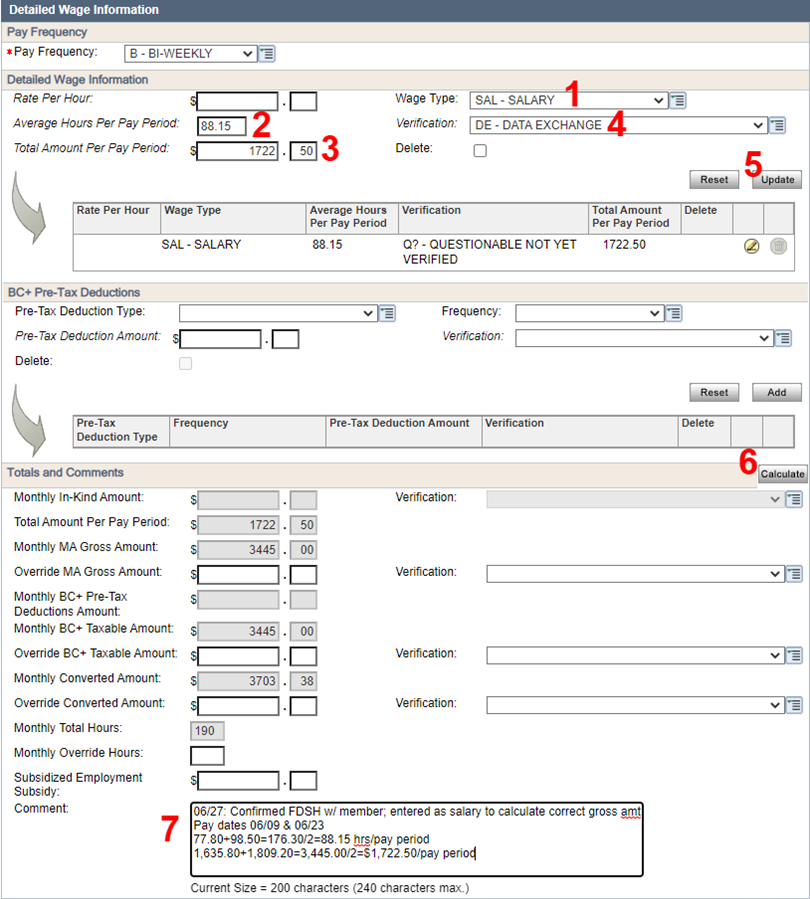 Detailed Wage Information
Pay Frequency
*Pay Frequency: B - BI-WEEKLY
Detailed Wage Information
Rate Per Hour: $ . Wage Type: SAL - SALARY 1
Average Hours Per Pay Period: 88.15 2 Verification: DE - DATA EXCHANGE 4
Total Amount Per Pay Period: $ 1722 . 50 3 Delete:
5
Reset Update
Rate Per Hour Wage Type Average Hours Per Pay Period Verification Total Amount Per Pay Period Delete
SAL - SALARY 88.15 Q? - QUESTIONABLE NOT YET VERIFIED 1722.50
BC+ Pre-Tax Deductions
Pre-Tax Deduction Type: Frequency:
Pre-Tax Deduction Amount: $ . Verification:
Delete:
Reset Add
Pre-Tax Deduction Type Frequency Pre-Tax Deduction Amount Verification Delete
Totals and Comments 6 Calculate
Monthly In-Kind Amount: $ . Verification:
Total Amount Per Pay Period: $ 1722 . 50
Monthly MA Gross Amount: $ 3445 . 00
Override MA Gross Amount: $ . Verification:
Monthly BC+ Pre-Tax Deductions Amount: $ .
Monthly BC+ Taxable Amount: $ 3445 . 00
Override BC+ Taxable Amount: $ . Verification:
Monthly Converted Amount: $ 3703 . 38
Override Converted Amount: $ . Verification:
Monthly Total Hours: 190
Monthly Override Hours:
Subsidized Employment Subsidy: $ .
Comment: 7
06/27: Confirmed FDSH w/ member; entered as salary to calculate correct gross amt
Pay dates 06/09 & 06/23
77.80+98.50=176.30/2=88.15 hrs/pay period
1,635.80+1,809.20=3,445.00/2=$1,722.50/pay period
Current Size = 200 characters (240 characters max.)